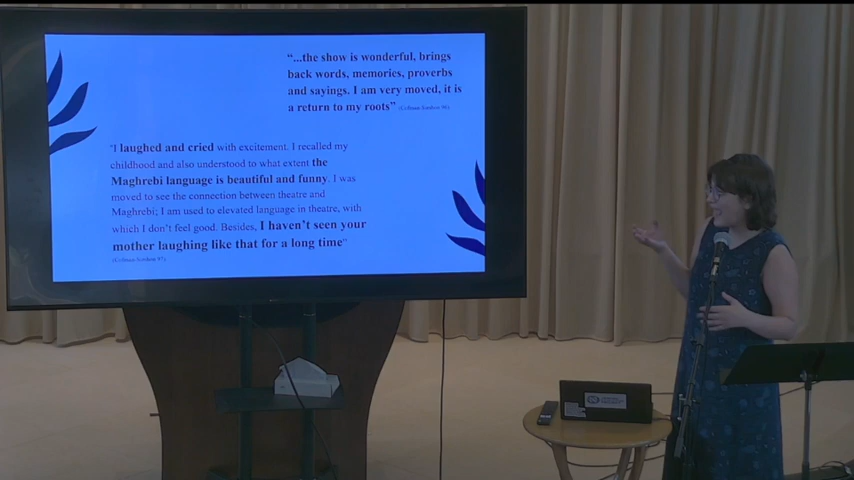 “...the show is wonderful, brings
back words, memories, proverbs
and sayings. I am very moved, it is
a return to my roots”
"I laughed and cried with excitement. I recalled my
childhood and also understood to what extent the
Maghrebi language is beautiful and funny. I was
moved to see the connection between theatre and
Maghrebi; I am used to elevated language in theatre, with
which I don't feel good. Besides, I haven't seen your
mother laughing like that for a long time"